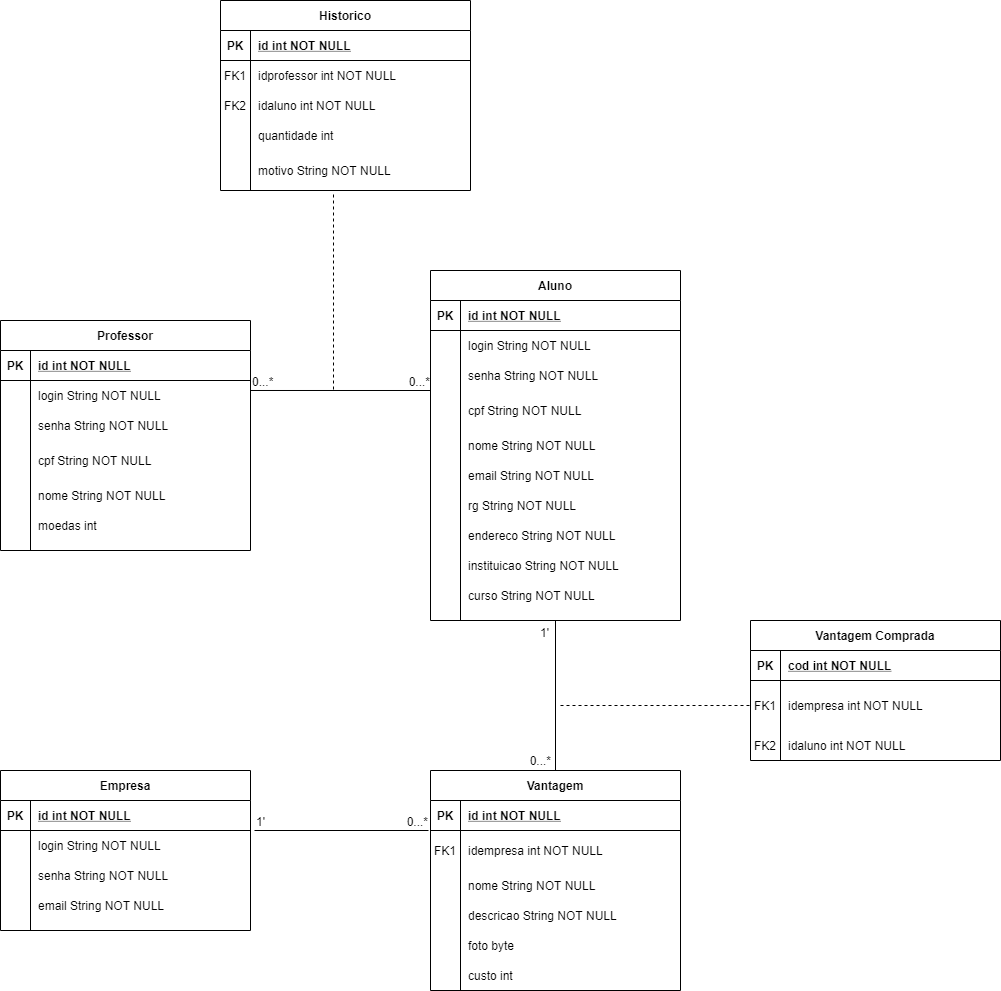 Historico
PK id int NOT NULL
FK1 idprofessor int NOT NULL
FK2 idaluno int NOT NULL
quantidade int
motivo String NOT NULL
Aluno
PK id int NOT NULL
login String NOT NULL
senha String NOT NULL
cpf String NOT NULL
nome String NOT NULL
email String NOT NULL
rg String NOT NULL
endereco String NOT NULL
instituicao String NOT NULL
curso String NOT NULL
Professor
PK id int NOT NULL
login String NOT NULL
senha String NOT NULL
cpf String NOT NULL
nome String NOT NULL
moedas int
0...* 0...*
1'
0...*
Vantagem Comprada
PK cod int NOT NULL
FK1 idempresa int NOT NULL
FK2 idaluno int NOT NULL
Empresa
PK id int NOT NULL
login String NOT NULL
senha String NOT NULL
email String NOT NULL
1' 0...*
Vantagem
PK id int NOT NULL
FK1 idempresa int NOT NULL
nome String NOT NULL
descricao String NOT NULL
foto byte
custo int